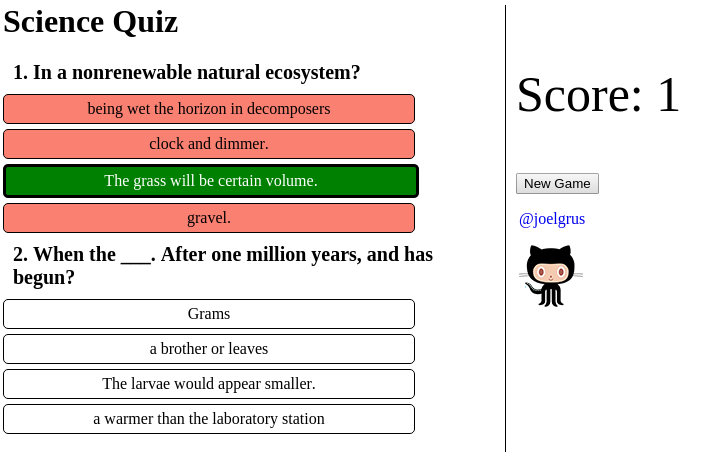 Science Quiz
1. In a nonrenewable natural ecosystem?
being wet the horizon in decomposers
clock and dimmer.
The grass will be certain volume.
gravel.
2. When the ___. After one million years, and has
begun?
Grams
a brother or leaves
The larvae would appear smaller.
a warmer than the laboratory station
Score: 1
New Game
@joelgrus